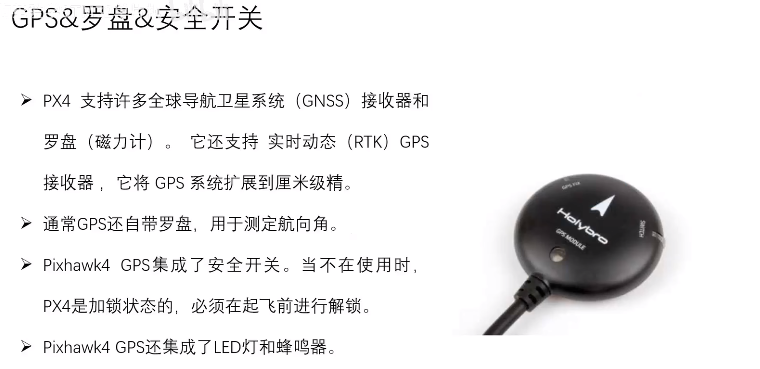 GPS&罗盘&安全开关
➢ PX4 支持许多全球导航卫星系统（GNSS）接收器和
罗盘（磁力计）。 它还支持 实时动态（RTK）GPS
接收器 ，它将 GPS 系统扩展到厘米级精。
➢ 通常GPS还自带罗盘，用于测定航向角。
➢ Pixhawk4 GPS集成了安全开关。当不在使用时，
PX4是加锁状态的，必须在起飞前进行解锁。
➢ Pixhawk4 GPS还集成了LED灯和蜂鸣器。
GPS FIX
Holybro
GPS MODULE
SWITCH